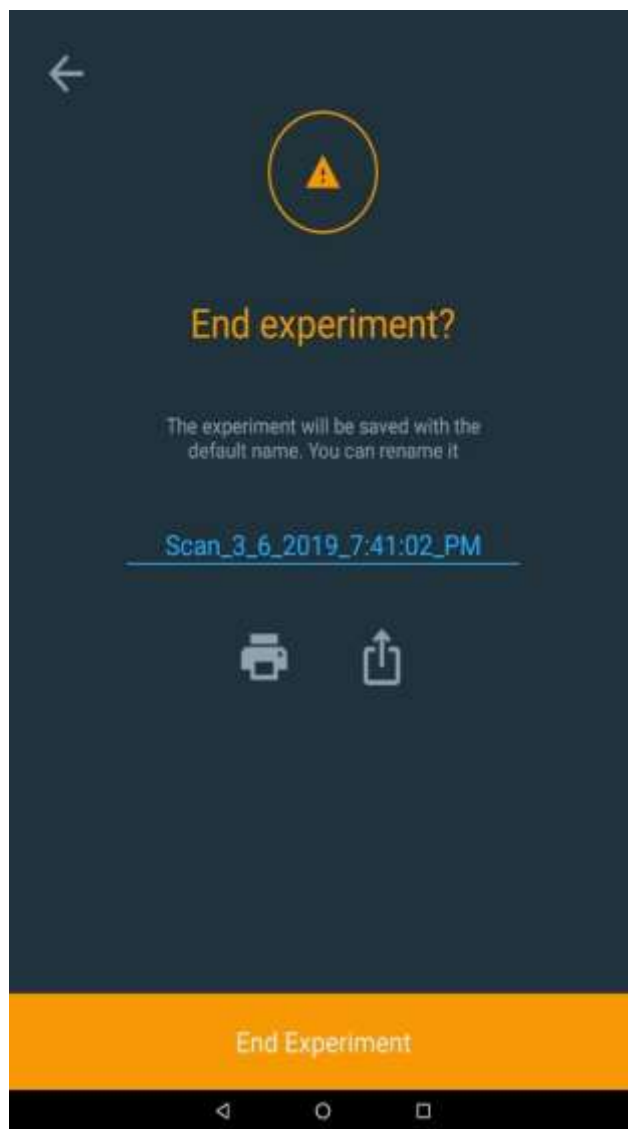 End experiment?
The experiment will be saved with the
default name. You can rename it
Scan_3_6_2019_7:41:02_PM
End Experiment